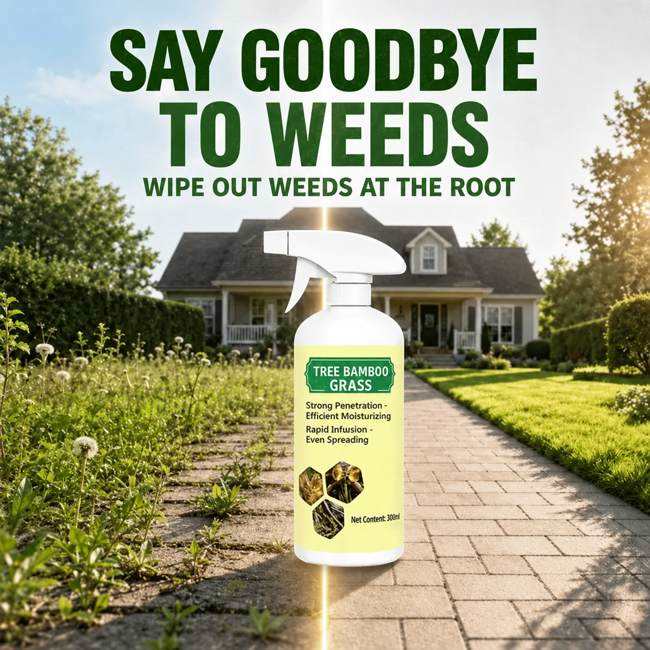 SAY GOODBYE
TO WEEDS
WIPE OUT WEEDS AT THE ROOT
TREE BAMBOO
GRASS
Strong Penetration -
Efficient Moisturizing
Rapid Infusion -
Even Spreading
Net Content: 300ml